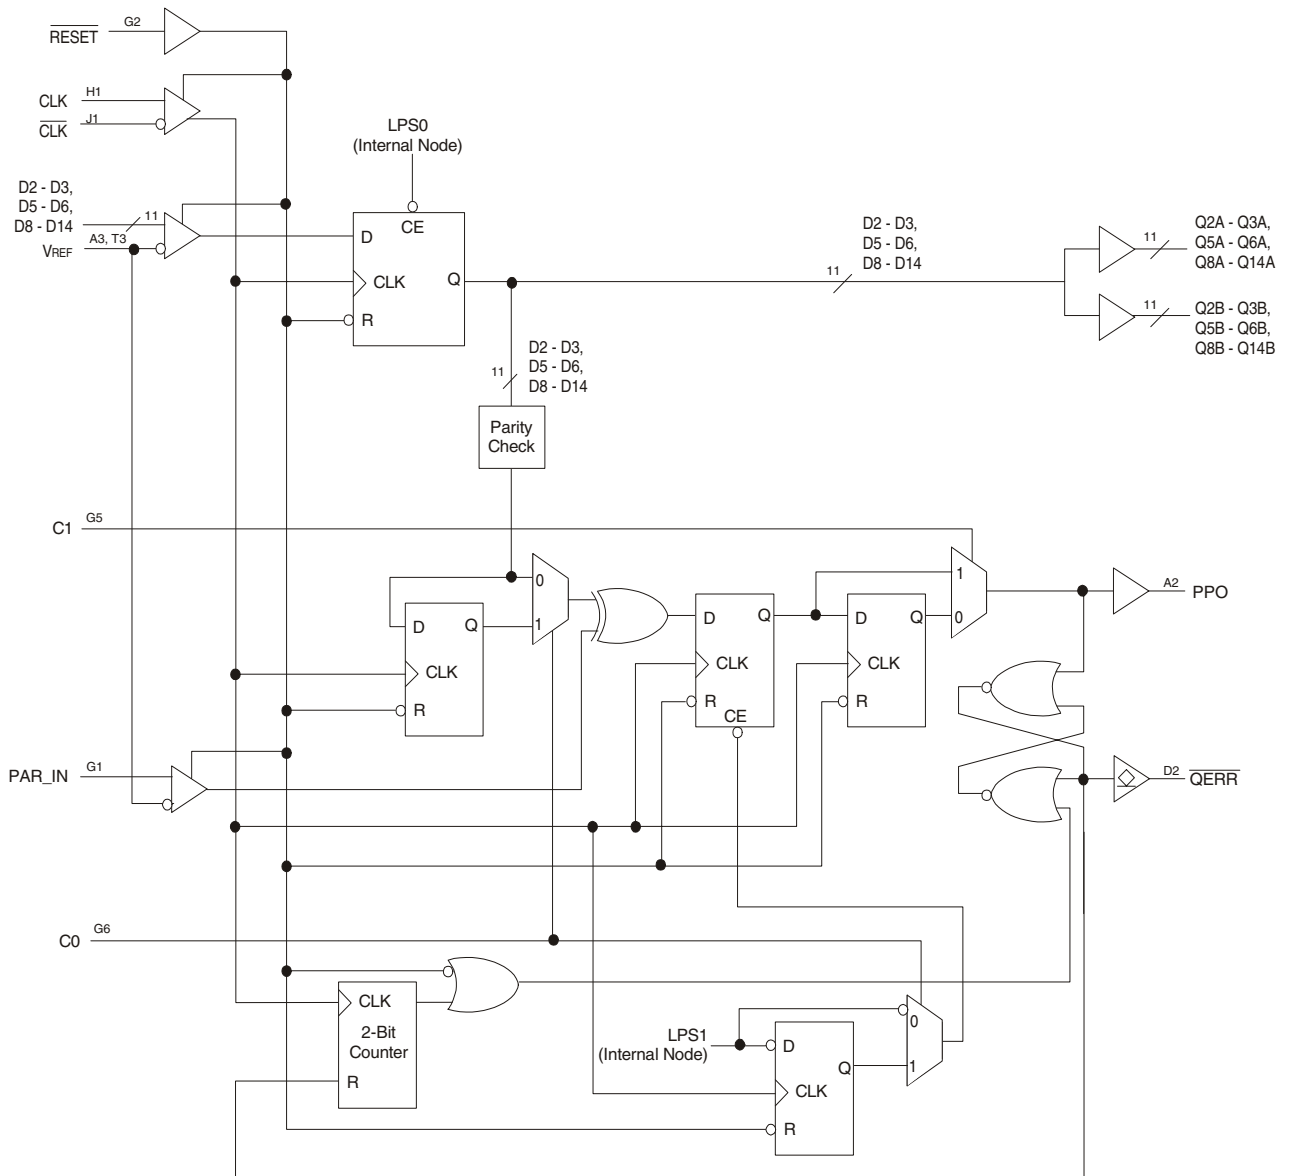 G2
RESET
CLK
H1
CLK
J1
LPS0
(Internal Node)
D2 - D3,
D5 - D6,
D8 - D14
11
VREF
A3, T3
CE
D
CLK
Q
R
D2 - D3,
D5 - D6,
D8 - D14
11
11
Q2A - Q3A,
Q5A - Q6A,
Q8A - Q14A
11
Q2B - Q3B,
Q5B - Q6B,
Q8B - Q14B
D2 - D3,
D5 - D6,
D8 - D14
11
Parity
Check
C1
G5
0
1
D
Q
CLK
R
D
Q
CLK
R
CE
D
Q
CLK
R
1
0
A2
PPO
PAR_IN
G1
D2
QERR
C0
G6
CLK
2-Bit
Counter
R
LPS1
(Internal Node)
D
Q
CLK
R
0
1